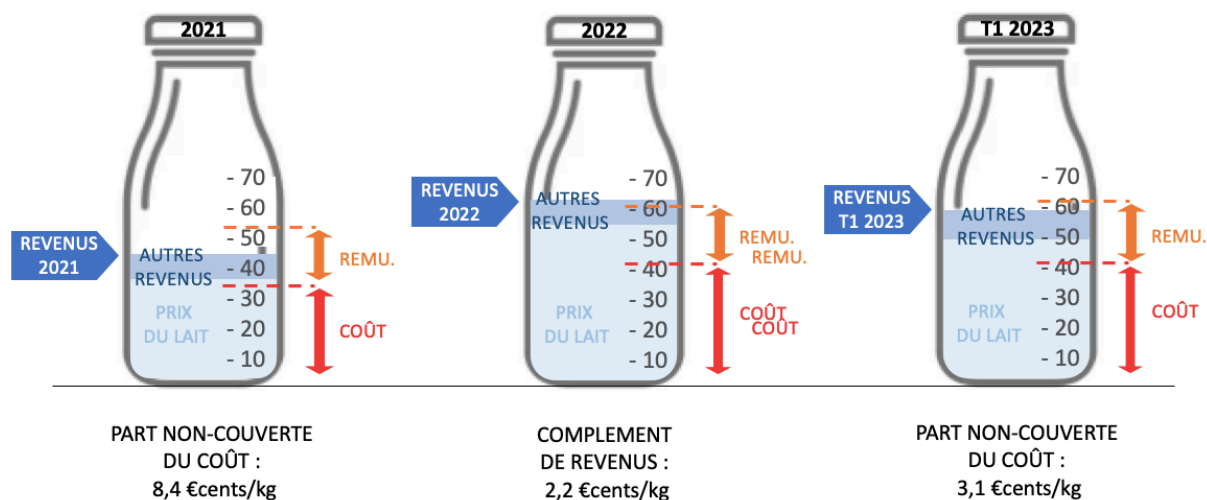 2021
- 70
- 60
- 50
- 40
- 30
- 20
- 10
REVENUS
2021
AUTRES
REVENUS
PRIX
DU LAIT
REMU.
COÛT
PART NON-COUVERTE
DU COÛT :
8,4 €cents/kg
2022
- 70
- 60
- 50
- 40
- 30
- 20
- 10
REVENUS
2022
AUTRES
REVENUS
PRIX
DU LAIT
REMU.
REMU.
COÛT
COÛT
COMPLEMENT
DE REVENUS :
2,2 €cents/kg
T1 2023
- 70
- 60
- 50
- 40
- 30
- 20
- 10
REVENUS
T1 2023
AUTRES
REVENUS
PRIX
DU LAIT
REMU.
COÛT
PART NON-COUVERTE
DU COÛT :
3,1 €cents/kg